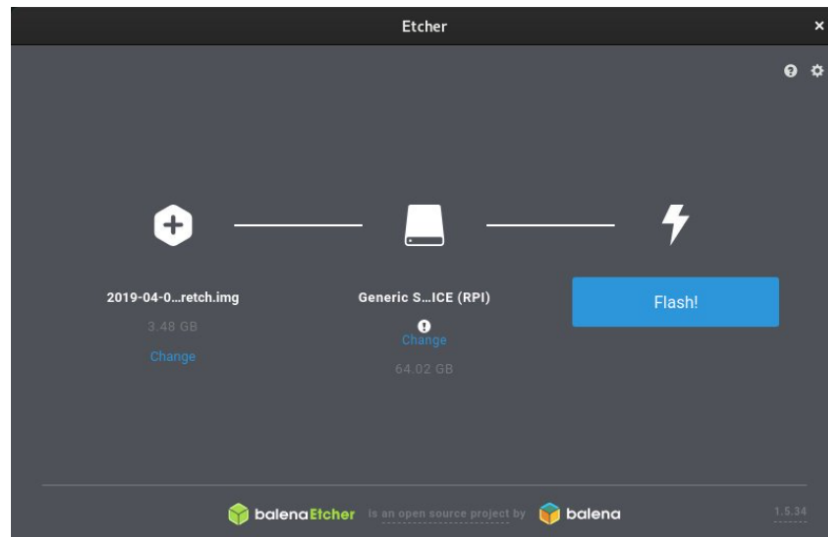 Etcher
2019-04-0...retch.img
3.48 GB
Change
Generic S...ICE (RPI)
Change
64.02 GB
Flash!
balenaEtcher is an open source project by balena
1.5.34